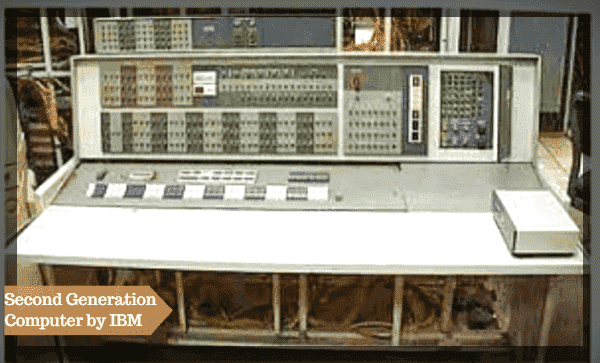 Second Generation
Computer by IBM